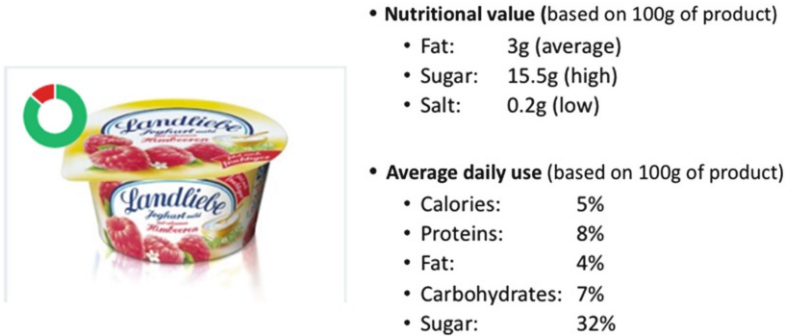 • Nutritional value (based on 100g of product)
• Fat: 3g (average)
• Sugar: 15.5g (high)
• Salt: 0.2g (low)
Landliebe
Joghurt mild
Himbeeren
Landliebe
Joghurt mild
Himbeeren
• Average daily use (based on 100g of product)
• Calories: 5%
• Proteins: 8%
• Fat: 4%
• Carbohydrates: 7%
• Sugar: 32%